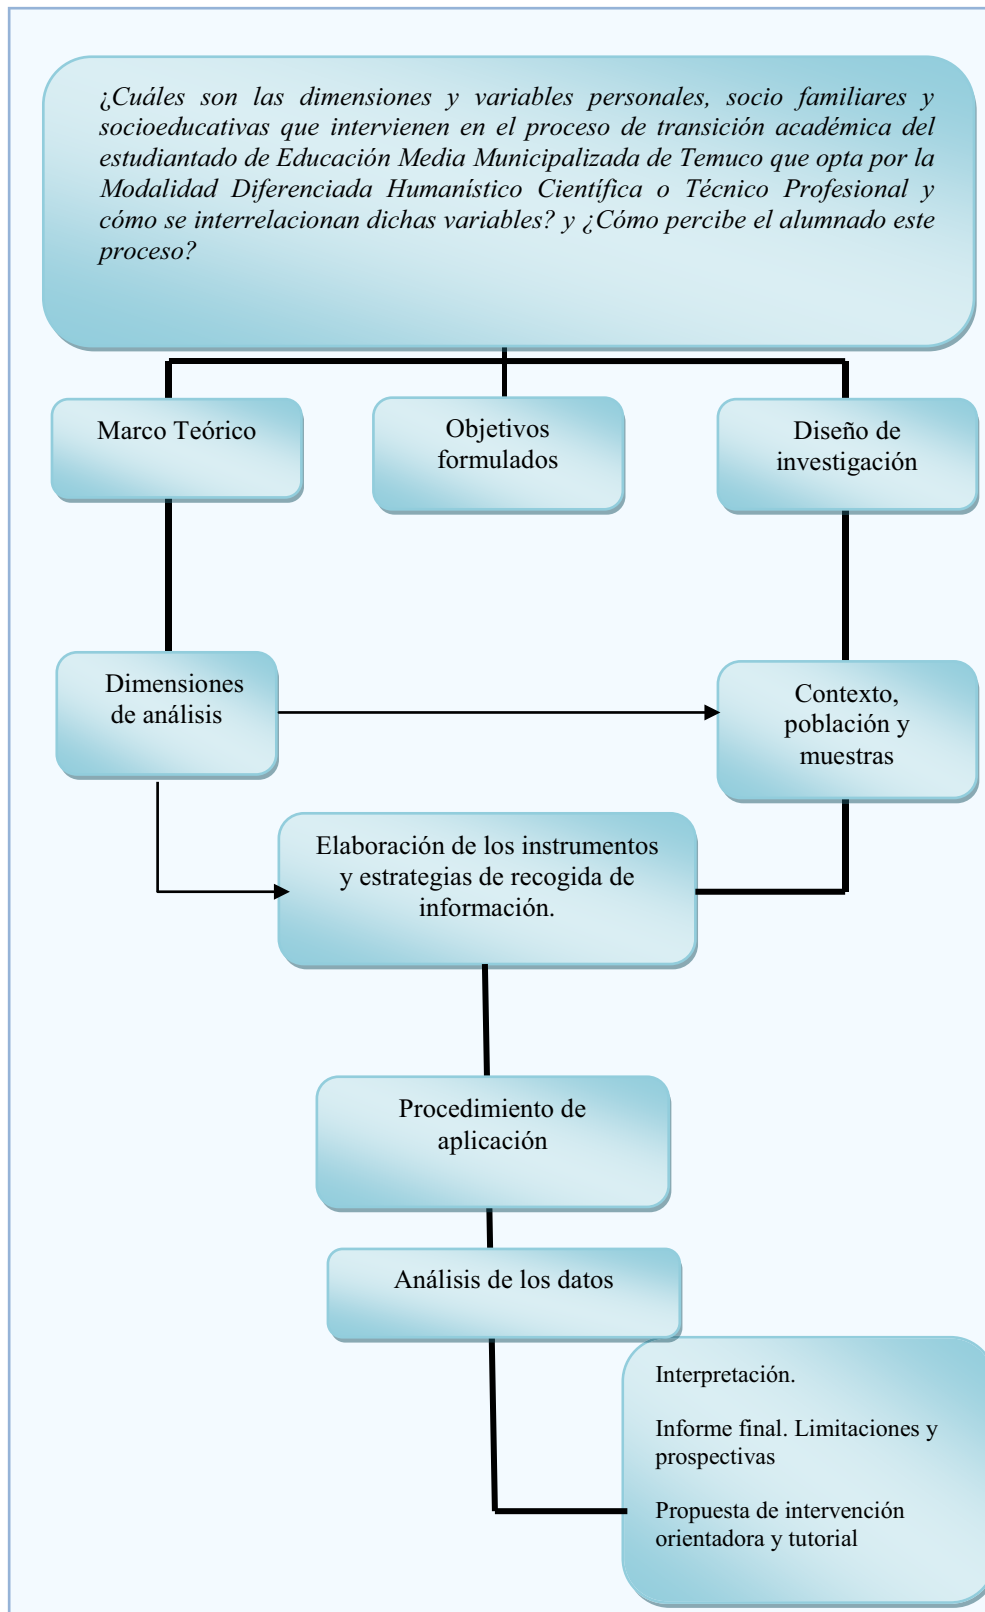 ¿Cuáles son las dimensiones y variables personales, socio familiares y
socioeducativas que intervienen en el proceso de transición académica del
estudiantado de Educación Media Municipalizada de Temuco que opta por la
Modalidad Diferenciada Humanístico Científica o Técnico Profesional y
cómo se interrelacionan dichas variables? y ¿Cómo percibe el alumnado este
proceso?
Marco Teórico
Objetivos
formulados
Diseño de
investigación
Dimensiones
de análisis
Contexto,
población y
muestras
Elaboración de los instrumentos
y estrategias de recogida de
información.
Procedimiento de
aplicación
Análisis de los datos
Interpretación.
Informe final. Limitaciones y
prospectivas
Propuesta de intervención
orientadora y tutorial